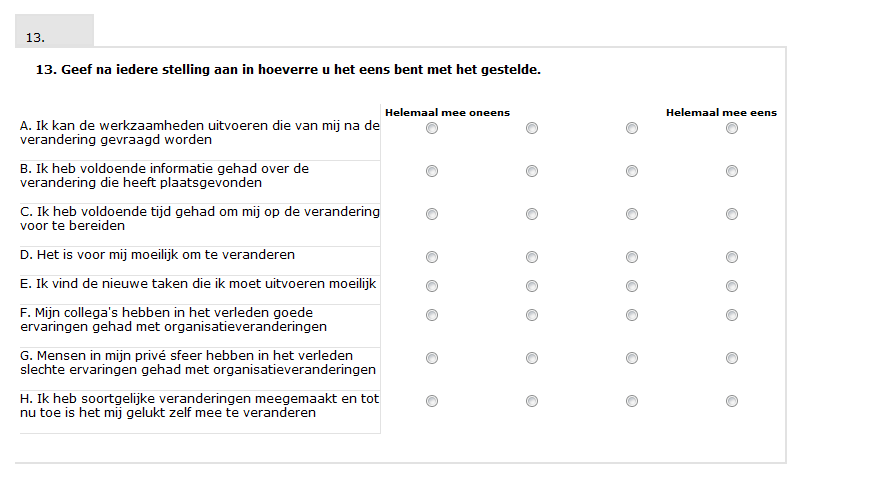 13.
13. Geef na iedere stelling aan in hoeverre u het eens bent met het gestelde.
Helemaal mee oneens Helemaal mee eens
A. Ik kan de werkzaamheden uitvoeren die van mij na de
verandering gevraagd worden
B. Ik heb voldoende informatie gehad over de
verandering die heeft plaatsgevonden
C. Ik heb voldoende tijd gehad om mij op de verandering
voor te bereiden
D. Het is voor mij moeilijk om te veranderen
E. Ik vind de nieuwe taken die ik moet uitvoeren moeilijk
F. Mijn collega's hebben in het verleden goede
ervaringen gehad met organisatieveranderingen
G. Mensen in mijn privé sfeer hebben in het verleden
slechte ervaringen gehad met organisatieveranderingen
H. Ik heb soortgelijke veranderingen meegemaakt en tot
nu toe is het mij gelukt zelf mee te veranderen